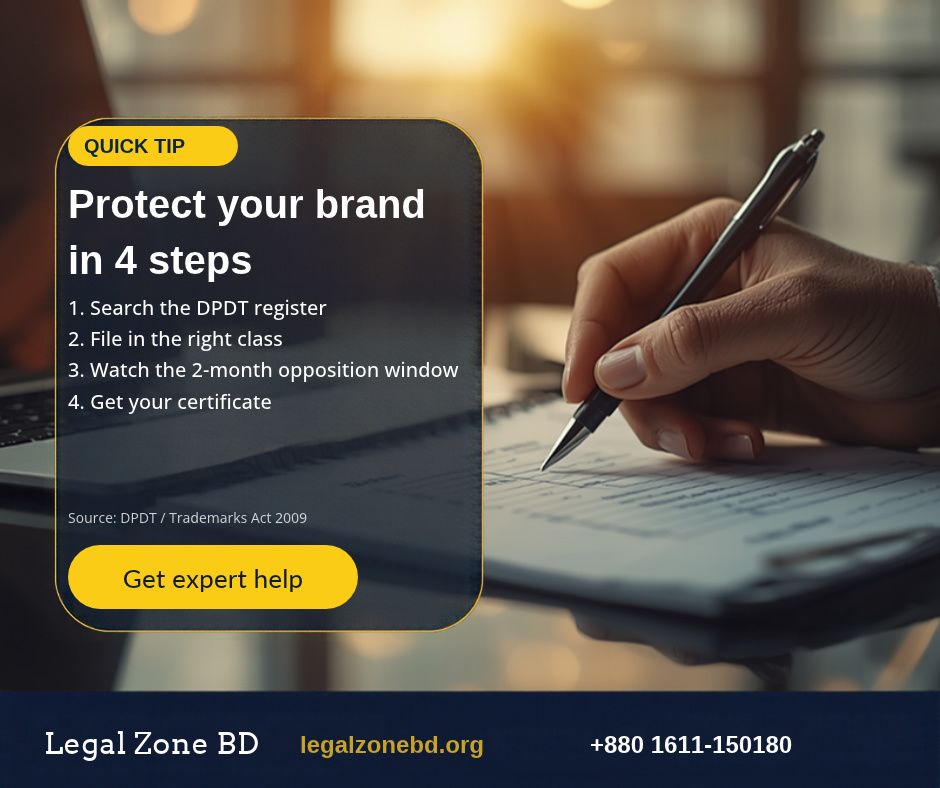 QUICK TIP
Protect your brand
in 4 steps
1. Search the DPDT register
2. File in the right class
3. Watch the 2-month opposition window
4. Get your certificate
Source: DPDT / Trademarks Act 2009
Get expert help
Legal Zone BD
legalzonebd.org
+880 1611-150180